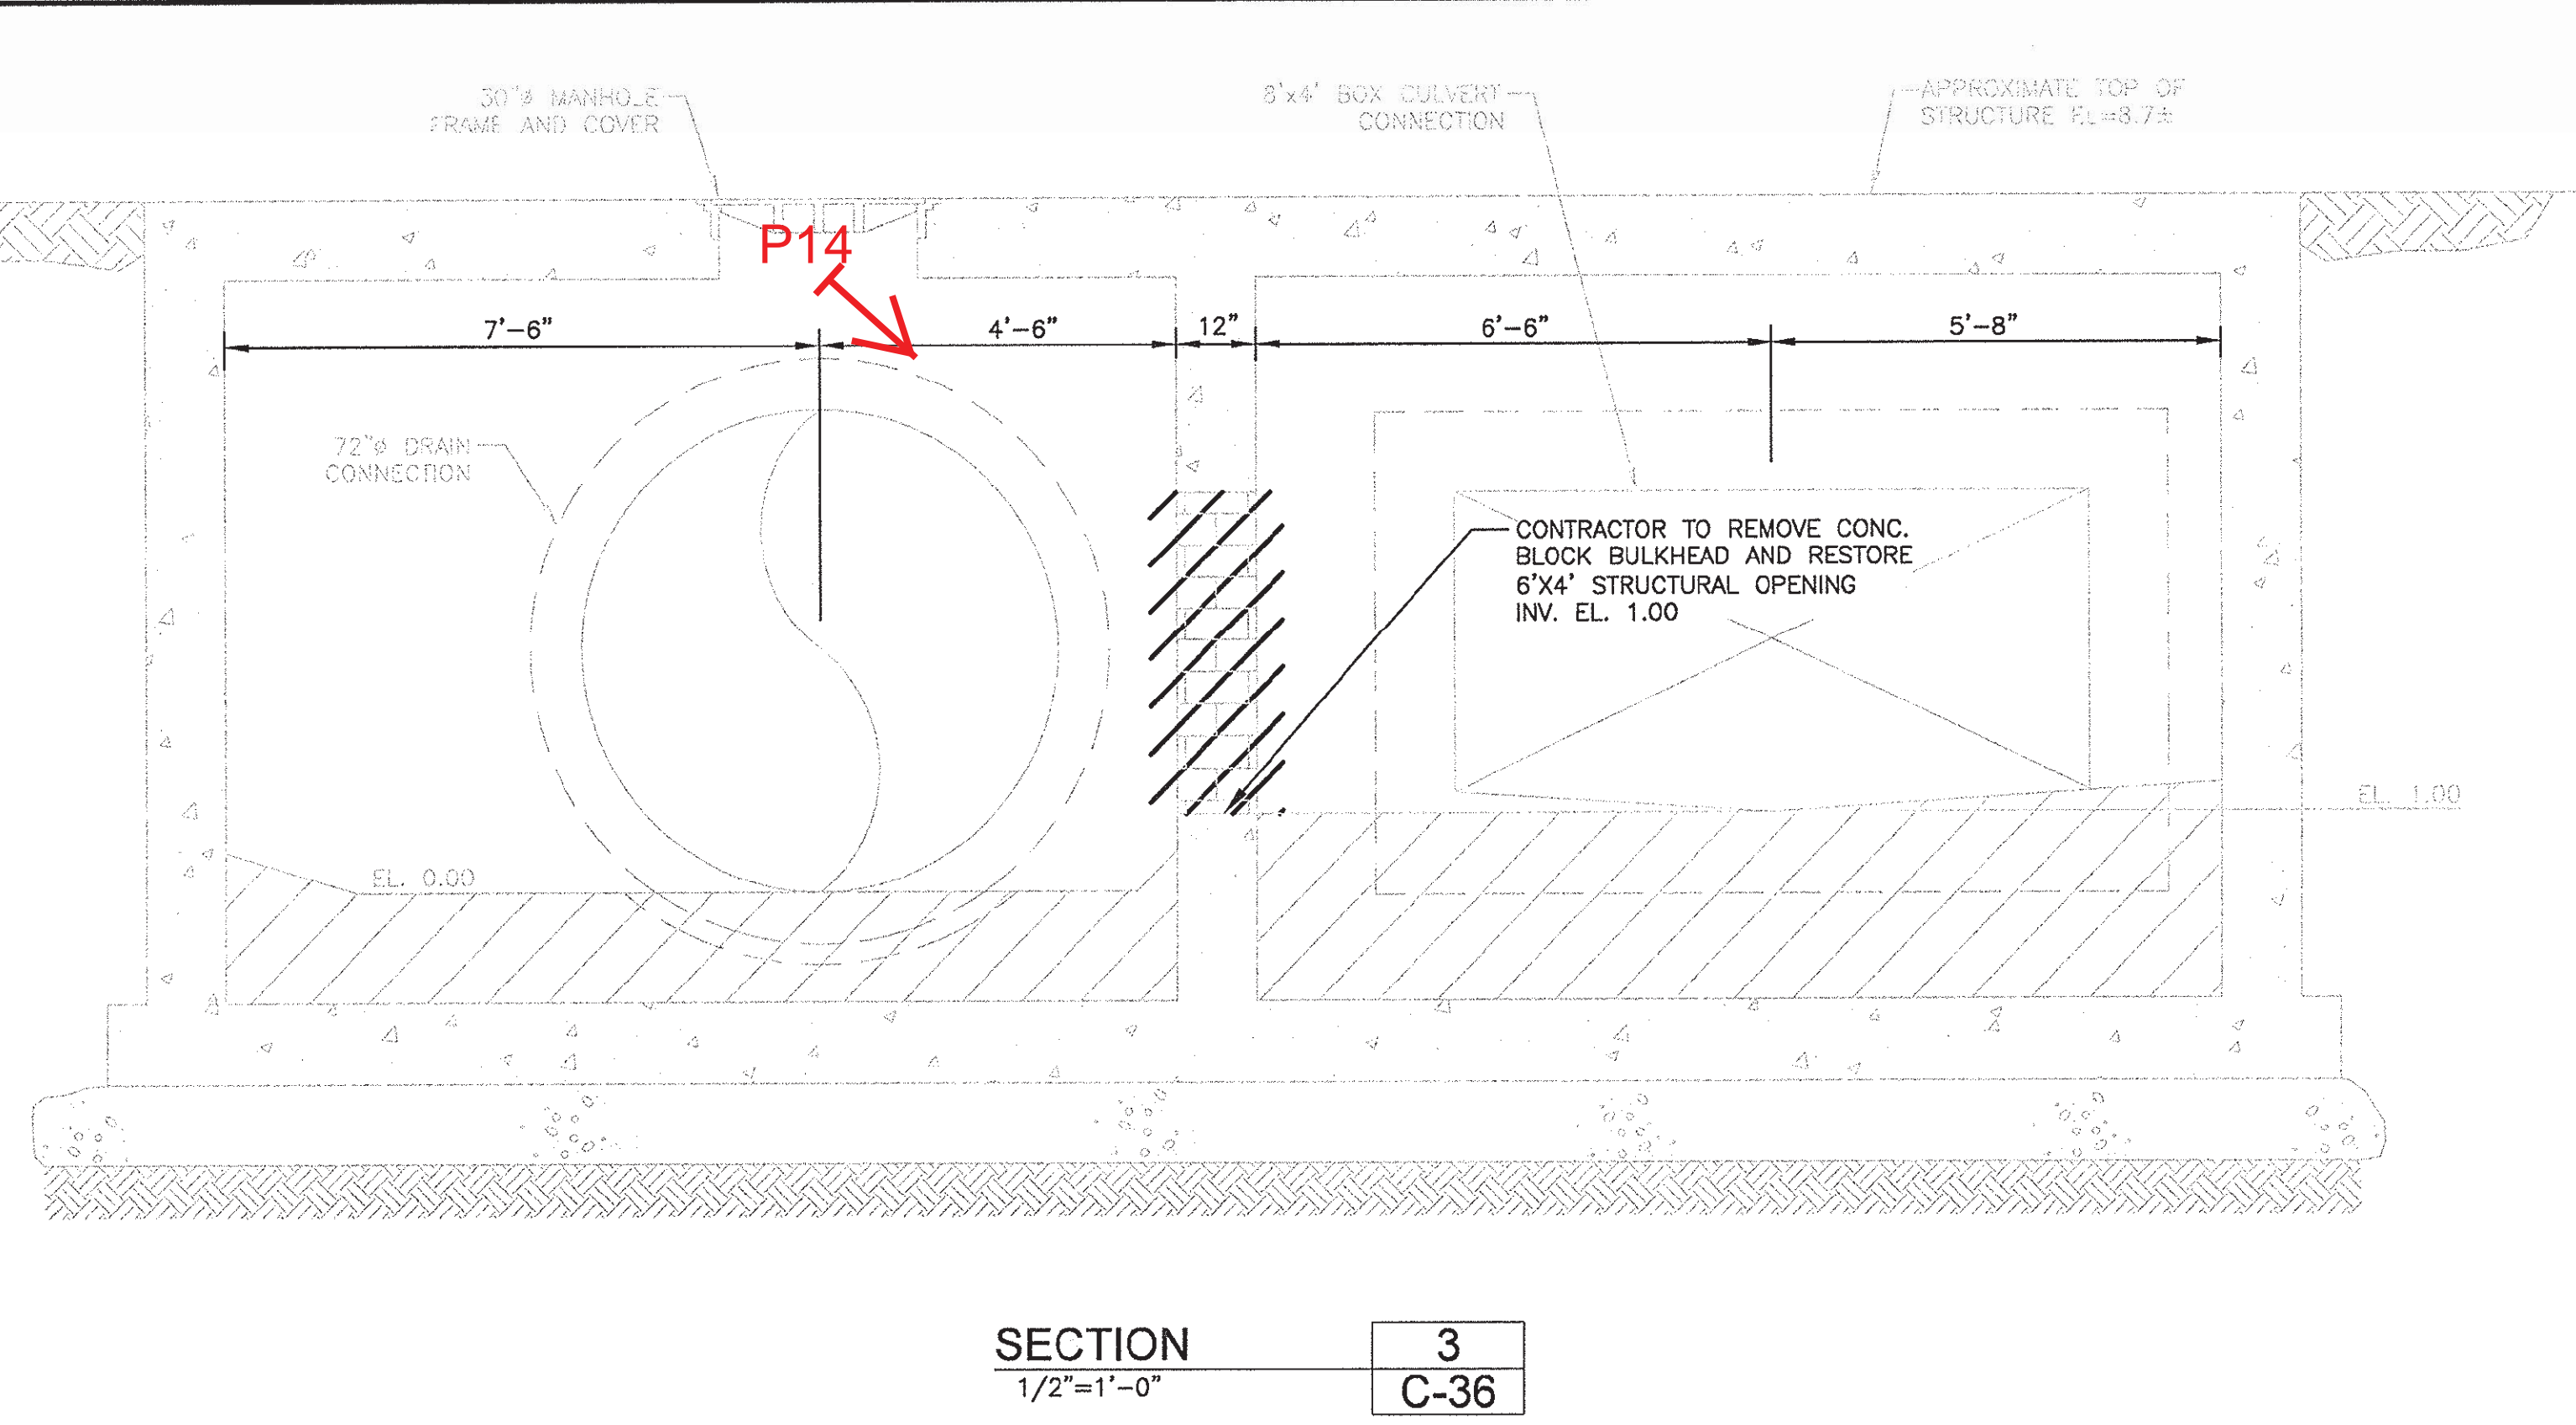 30"ø MANHOLE
FRAME AND COVER
8'x4' BOX CULVERT
CONNECTION
APPROXIMATE TOP OF
STRUCTURE EL=8.7±
P14
7'-6"
4'-6"
12"
6'-6"
5'-8"
72"ø DRAIN
CONNECTION
CONTRACTOR TO REMOVE CONC.
BLOCK BULKHEAD AND RESTORE
6'X4' STRUCTURAL OPENING
INV. EL. 1.00
EL. 1.00
EL. 0.00
SECTION
1/2"=1'-0"
3
C-36